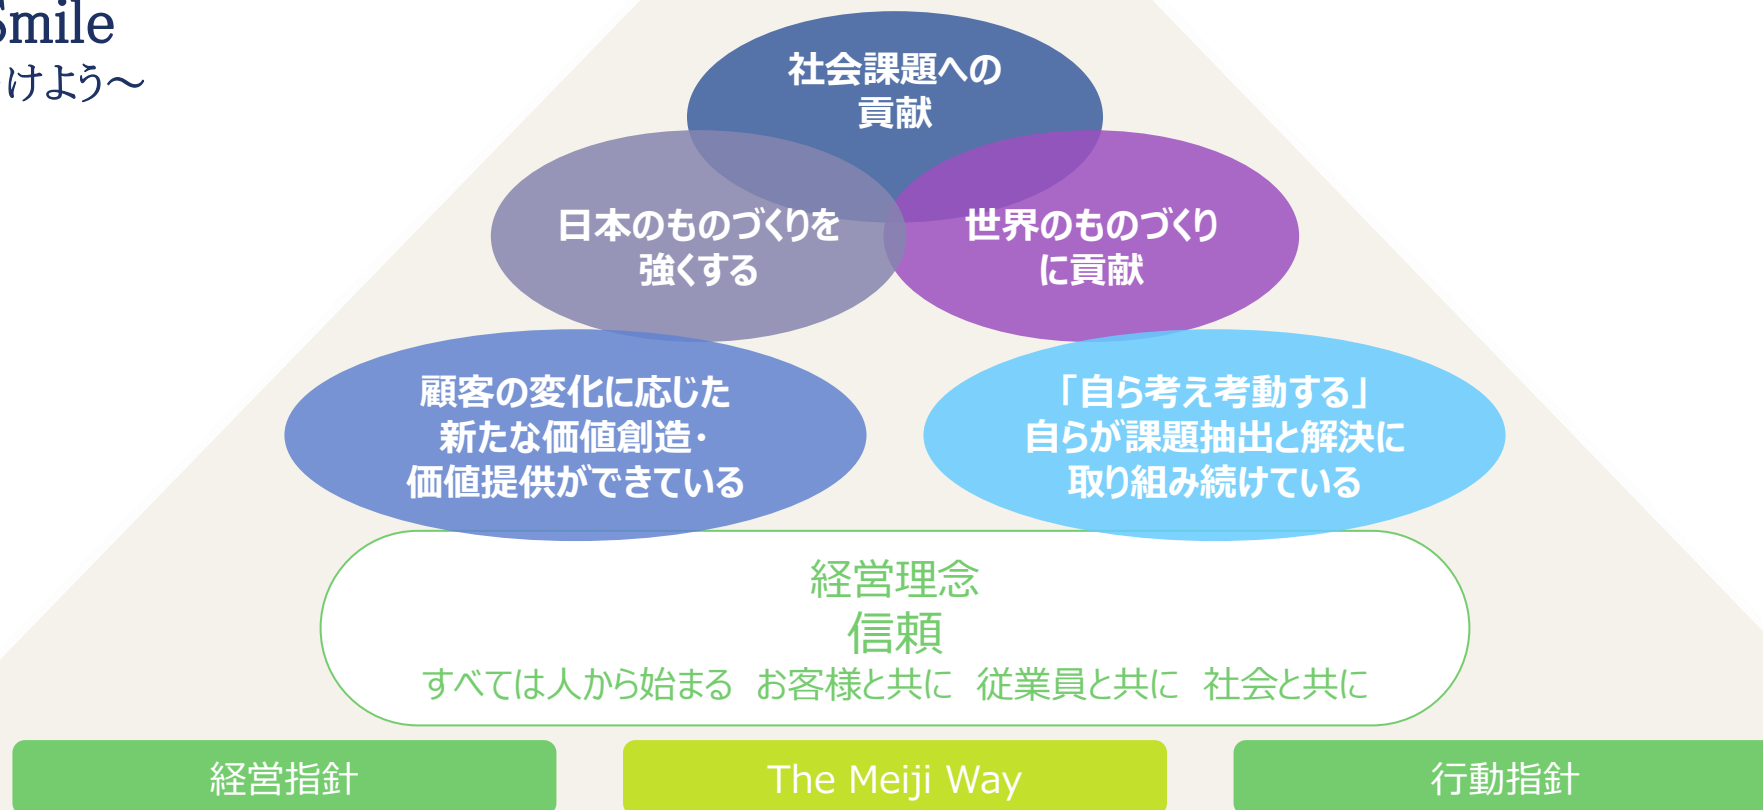 Smile
けよう～
社会課題への
貢献
日本のものづくりを
強くする
世界のものづくり
に貢献
顧客の変化に応じた
新たな価値創造・
価値提供ができている
「自ら考え考動する」
自らが課題抽出と解決に
取り組み続けている
経営理念
信頼
すべては人から始まる　お客様と共に　従業員と共に　社会と共に
経営指針
The Meiji Way
行動指針